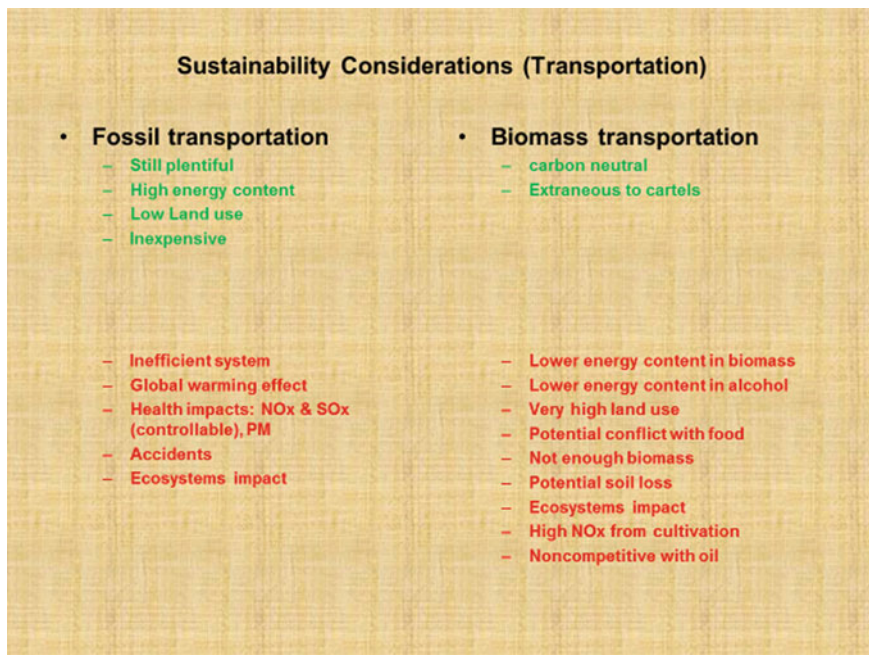 Sustainability Considerations (Transportation)
• Fossil transportation
– Still plentiful
– High energy content
– Low Land use
– Inexpensive
– Inefficient system
– Global warming effect
– Health impacts: NOx & SOx
(controllable), PM
– Accidents
– Ecosystems impact
• Biomass transportation
– carbon neutral
– Extraneous to cartels
– Lower energy content in biomass
– Lower energy content in alcohol
– Very high land use
– Potential conflict with food
– Not enough biomass
– Potential soil loss
– Ecosystems impact
– High NOx from cultivation
– Noncompetitive with oil